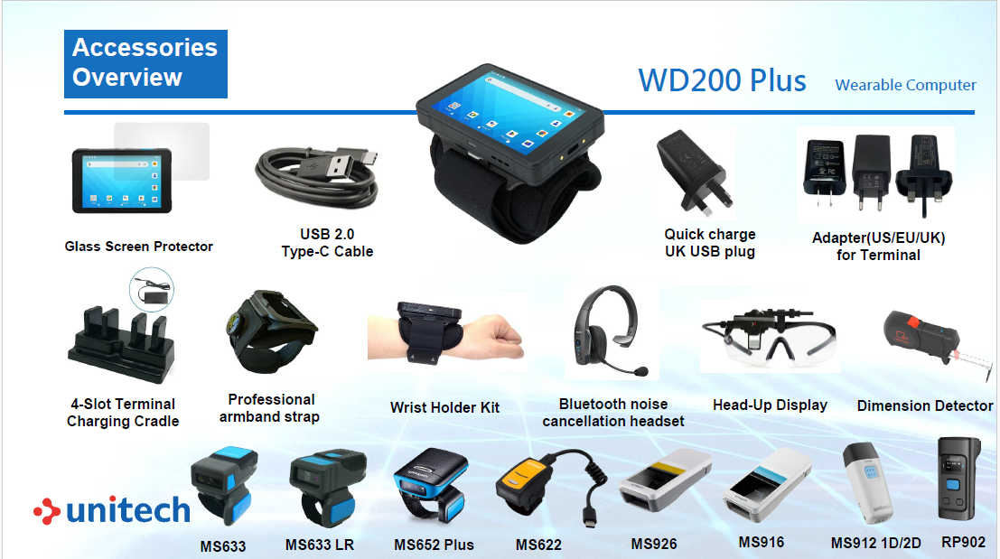 Accessories
Overview
WD200 Plus
Wearable Computer
Glass Screen Protector
USB 2.0
Type-C Cable
Quick charge
UK USB plug
Adapter(US/EU/UK)
for Terminal
4-Slot Terminal
Charging Cradle
Professional
armband strap
Wrist Holder Kit
Bluetooth noise
cancellation headset
Head-Up Display
Dimension Detector
unitech
MS633
MS633 LR
MS652 Plus
MS622
MS926
MS916
MS912 1D/2D
RP902